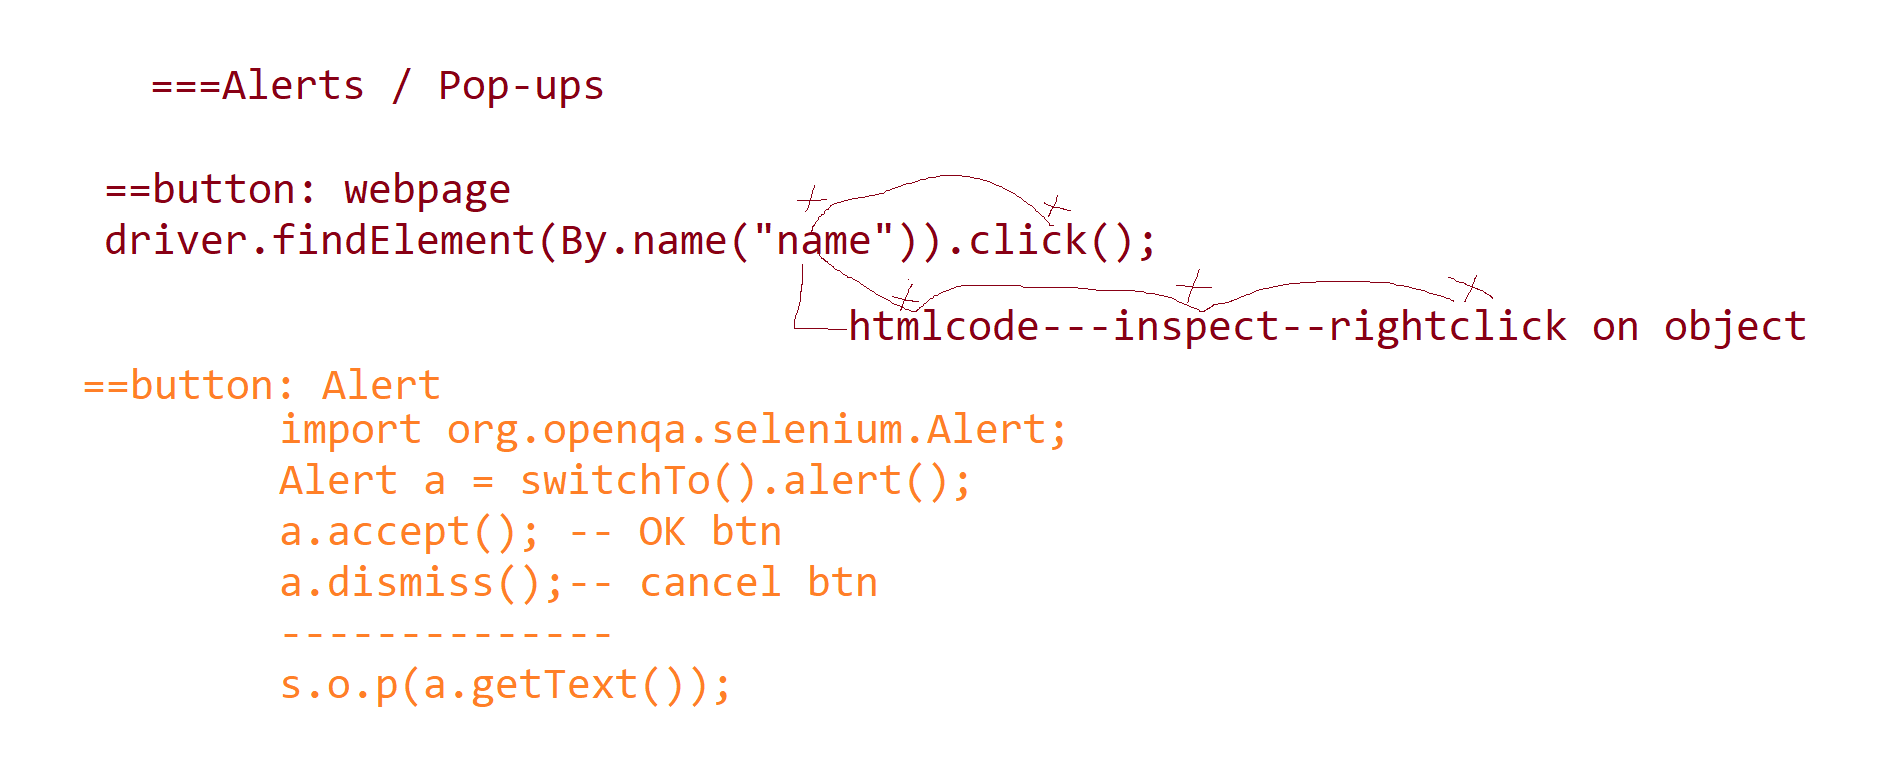 ===Alerts / Pop-ups
==button: webpage
driver.findElement(By.name("name")).click();
htmlcode---inspect--rightclick on object
==button: Alert
import org.openqa.selenium.Alert;
Alert a = switchTo().alert();
a.accept(); -- OK btn
a.dismiss();-- cancel btn
--------------
s.o.p(a.getText());